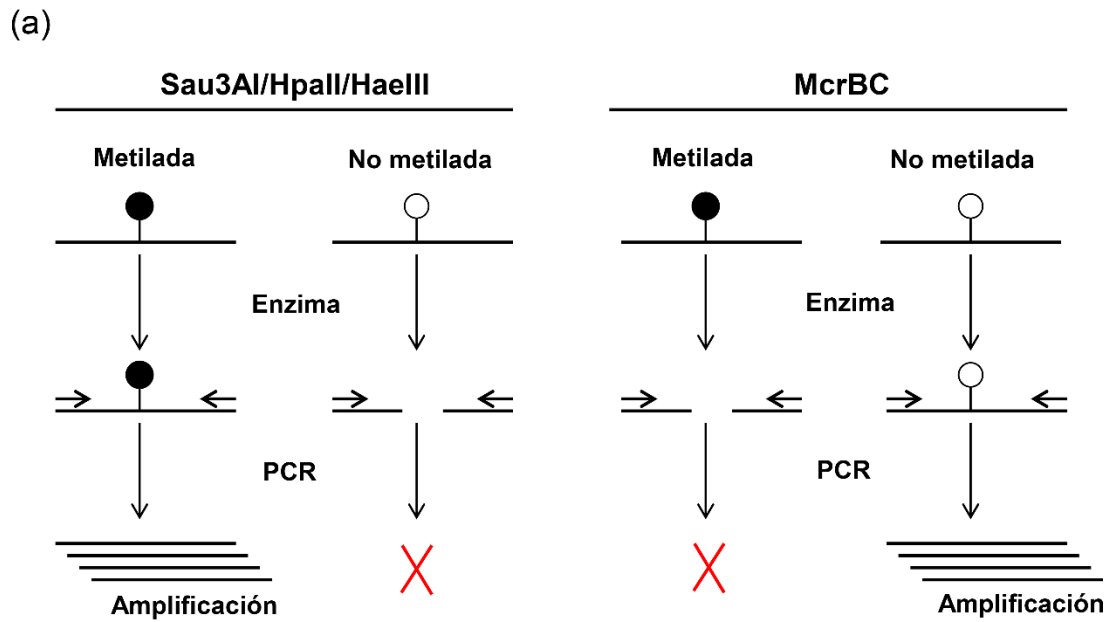 (a)
Sau3AI/HpaII/HaeIII
McrBC
Metilada
No metilada
Metilada
No metilada
Enzima
Enzima
PCR
PCR
Amplificación
Amplificación